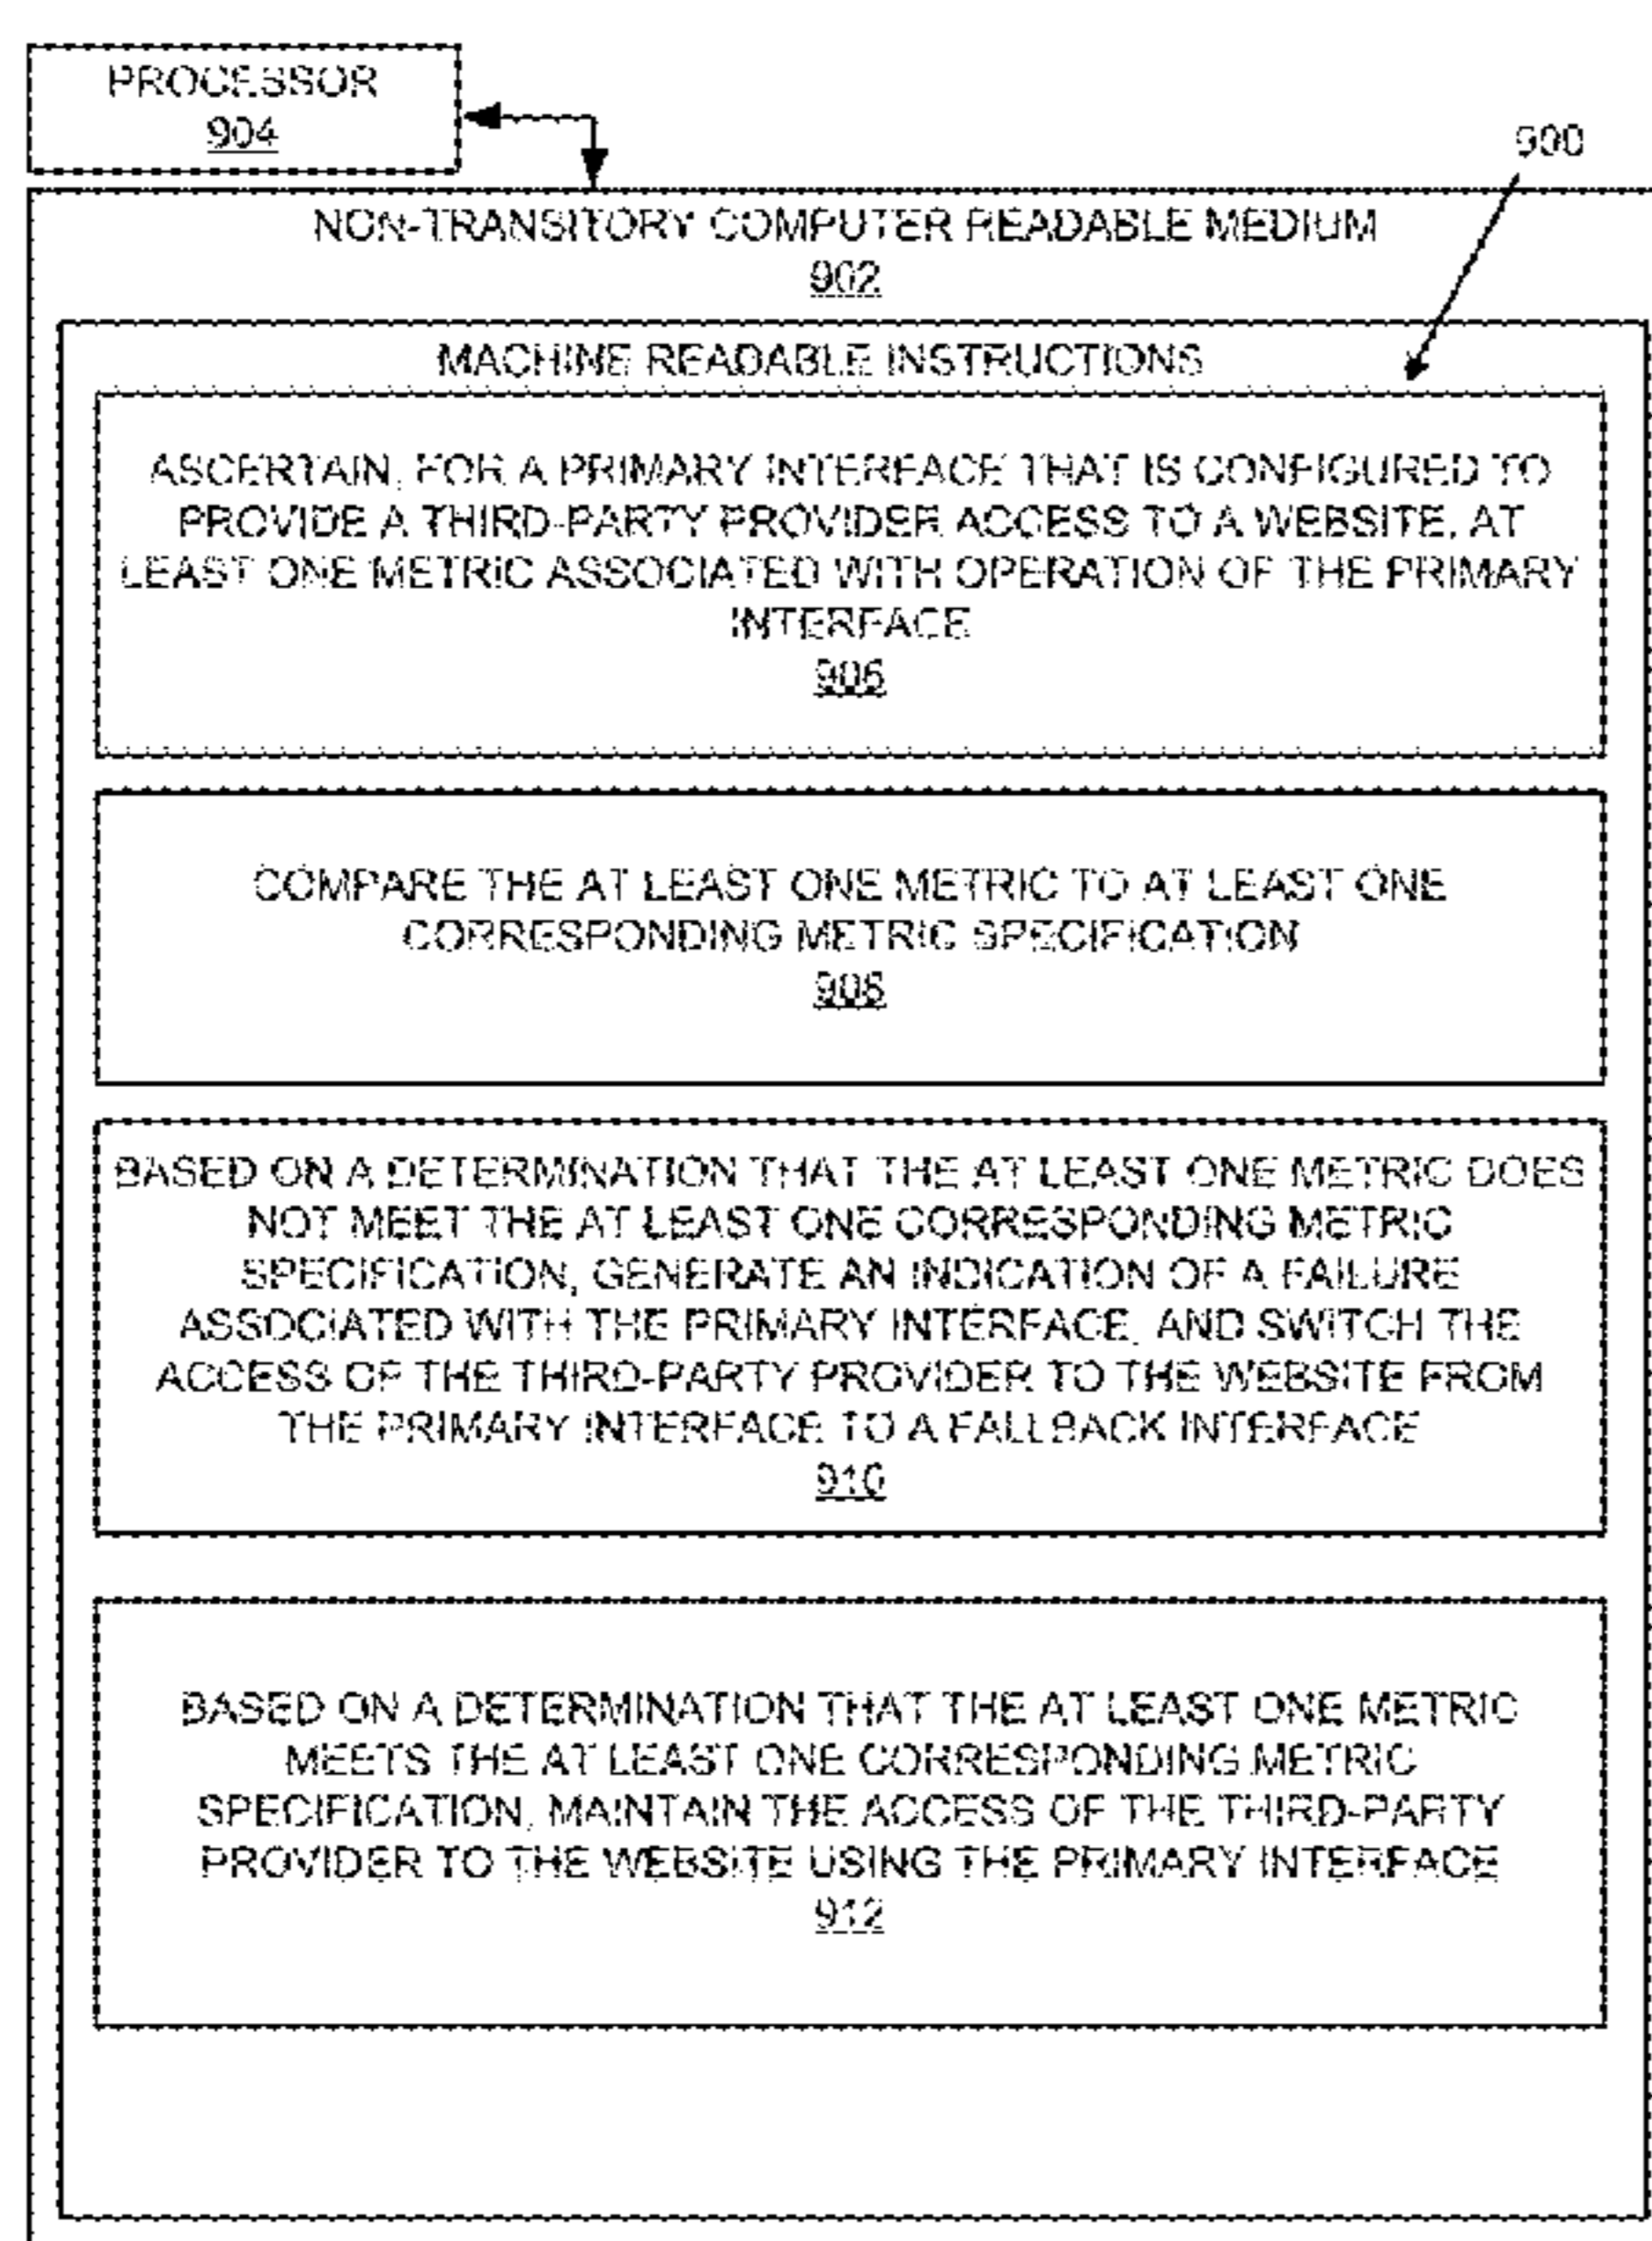 PROCESSOR
904
900
NON-TRANSITORY COMPUTER READABLE MEDIUM
902
MACHINE READABLE INSTRUCTIONS
ASCERTAIN, FOR A PRIMARY INTERFACE THAT IS CONFIGURED TO
PROVIDE A THIRD-PARTY PROVIDER ACCESS TO A WEBSITE, AT
LEAST ONE METRIC ASSOCIATED WITH OPERATION OF THE PRIMARY
INTERFACE
906
COMPARE THE AT LEAST ONE METRIC TO AT LEAST ONE
CORRESPONDING METRIC SPECIFICATION
908
BASED ON A DETERMINATION THAT THE AT LEAST ONE METRIC DOES
NOT MEET THE AT LEAST ONE CORRESPONDING METRIC
SPECIFICATION, GENERATE AN INDICATION OF A FAILURE
ASSOCIATED WITH THE PRIMARY INTERFACE, AND SWITCH THE
ACCESS OF THE THIRD-PARTY PROVIDER TO THE WEBSITE FROM
THE PRIMARY INTERFACE TO A FALLBACK INTERFACE
910
BASED ON A DETERMINATION THAT THE AT LEAST ONE METRIC
MEETS THE AT LEAST ONE CORRESPONDING METRIC
SPECIFICATION, MAINTAIN THE ACCESS OF THE THIRD-PARTY
PROVIDER TO THE WEBSITE USING THE PRIMARY INTERFACE
912